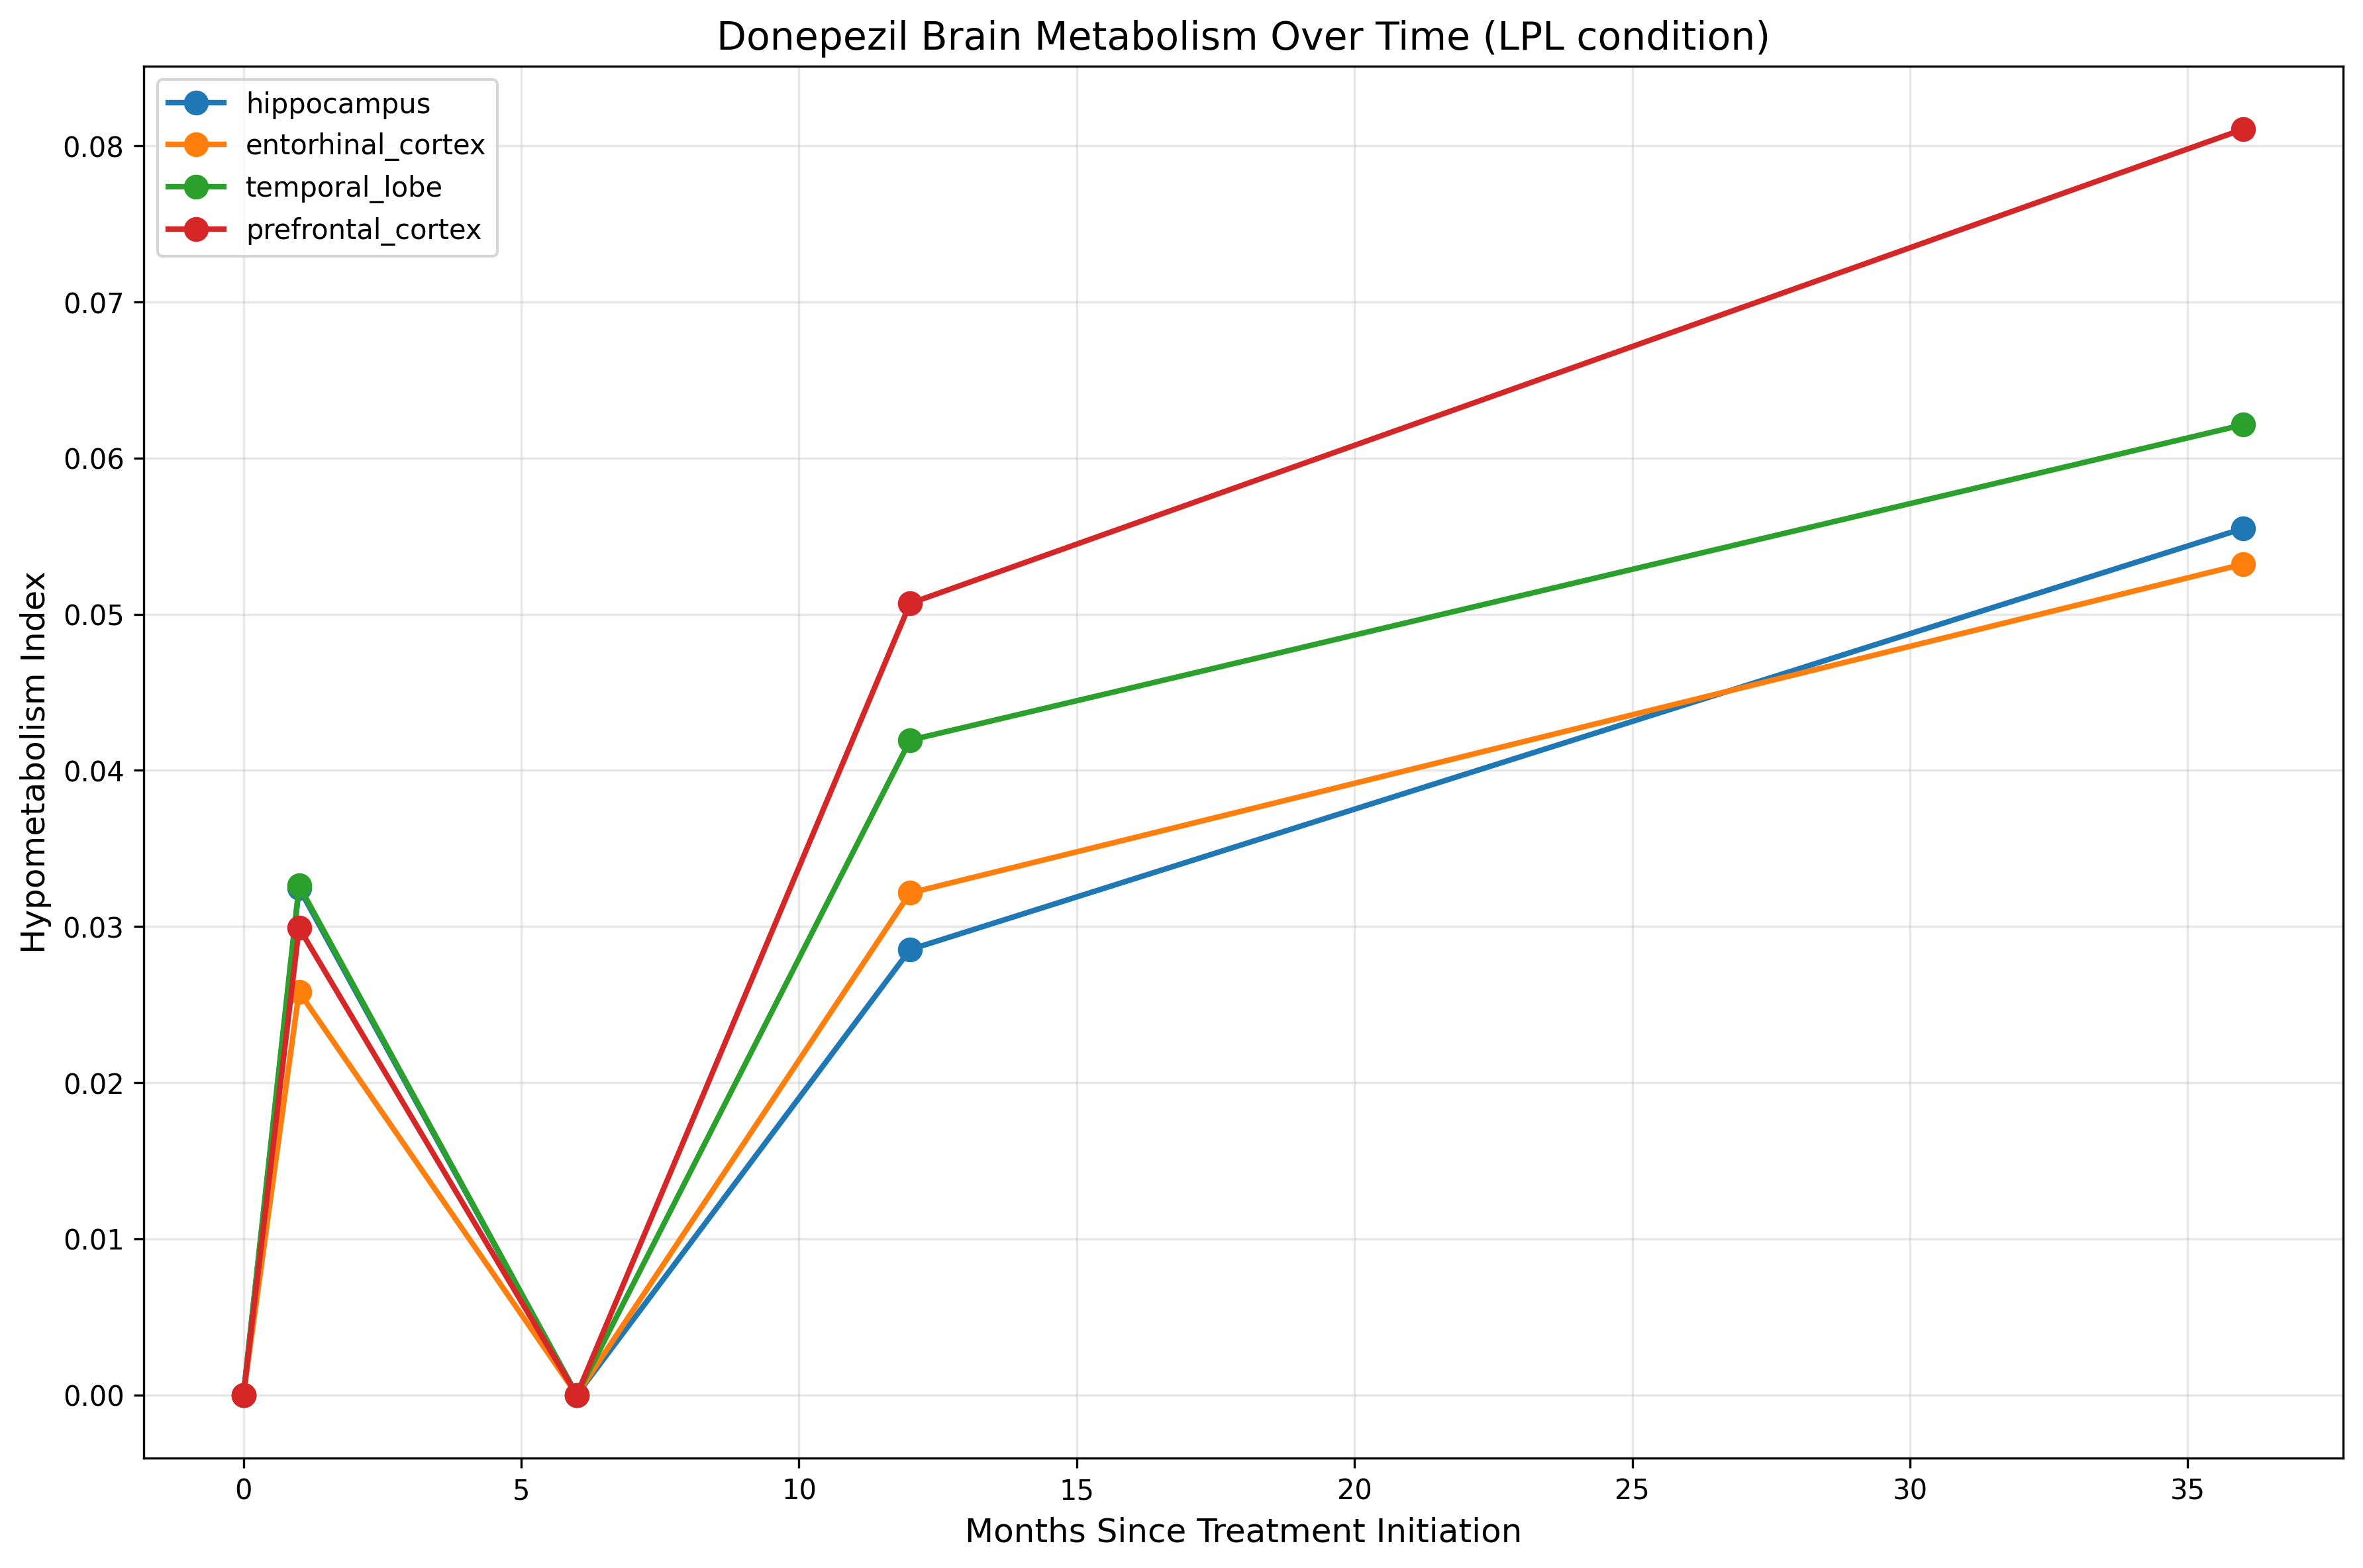 Donepezil Brain Metabolism Over Time (LPL condition)
hippocampus
entorhinal_cortex
temporal_lobe
prefrontal_cortex
Hypometabolism Index
0.08
0.07
0.06
0.05
0.04
0.03
0.02
0.01
0.00
0 5 10 15 20 25 30 35
Months Since Treatment Initiation